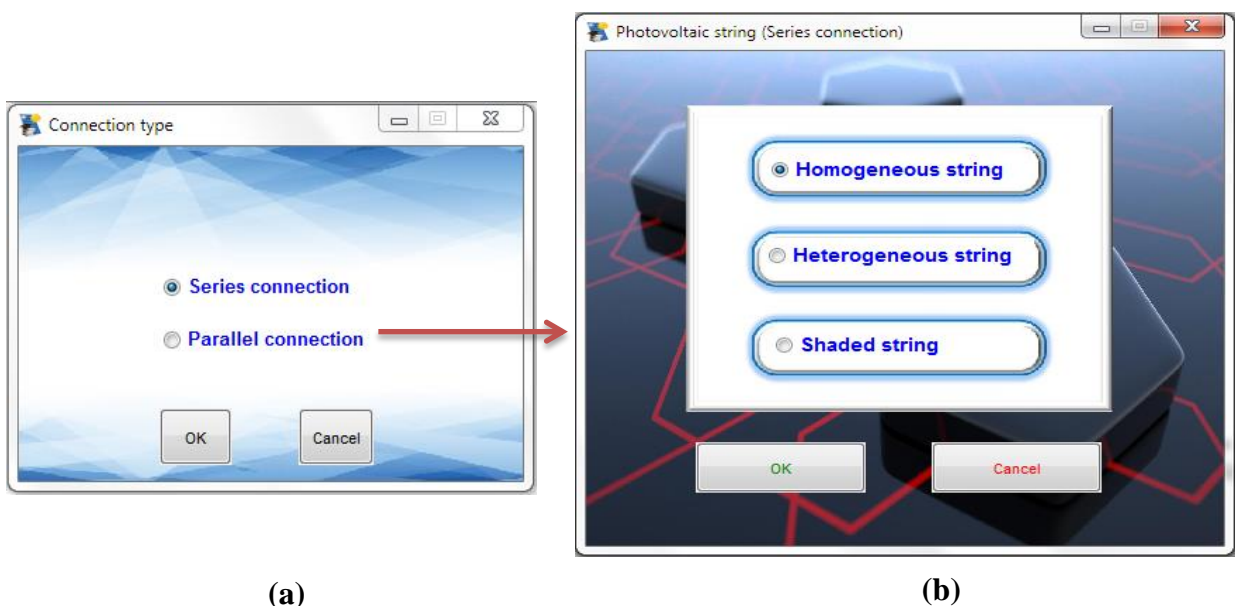 Connection type
Series connection
Parallel connection
OK Cancel
(a)
Photovoltaic string (Series connection)
Homogeneous string
Heterogeneous string
Shaded string
OK Cancel
(b)